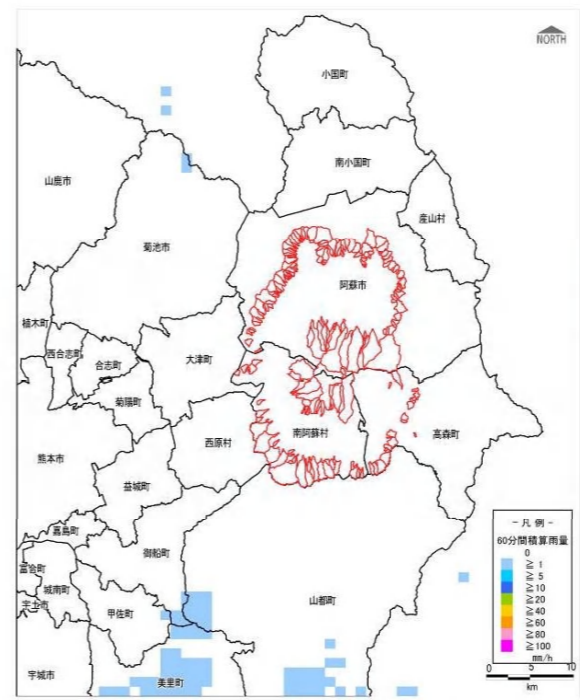 NORTH
小国町
南小国町
山鹿市
産山村
菊池市
阿蘇市
植木町
西合志町
合志町
大津町
菊陽町
南阿蘇村
高森町
西原村
熊本市
益城町
嘉島町
御船町
富合町
城南町
宇土市
甲佐町
山都町
宇城市
美里町
- 凡 例 -
60分間積算雨量
0
≧ 1
≧ 5
≧ 10
≧ 20
≧ 40
≧ 60
≧ 80
≧ 100
mm/h
0 10
km